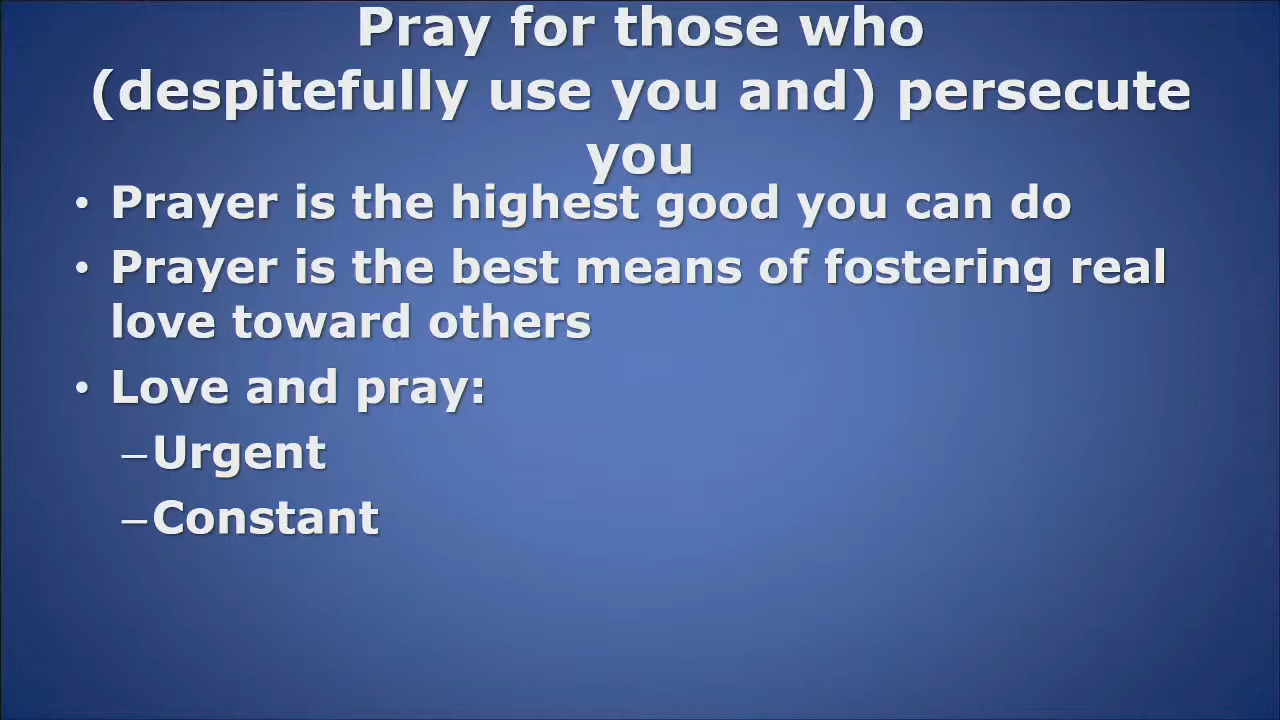 Pray for those who
(despitefully use you and) persecute
you
• Prayer is the highest good you can do
• Prayer is the best means of fostering real
love toward others
• Love and pray:
–Urgent
–Constant